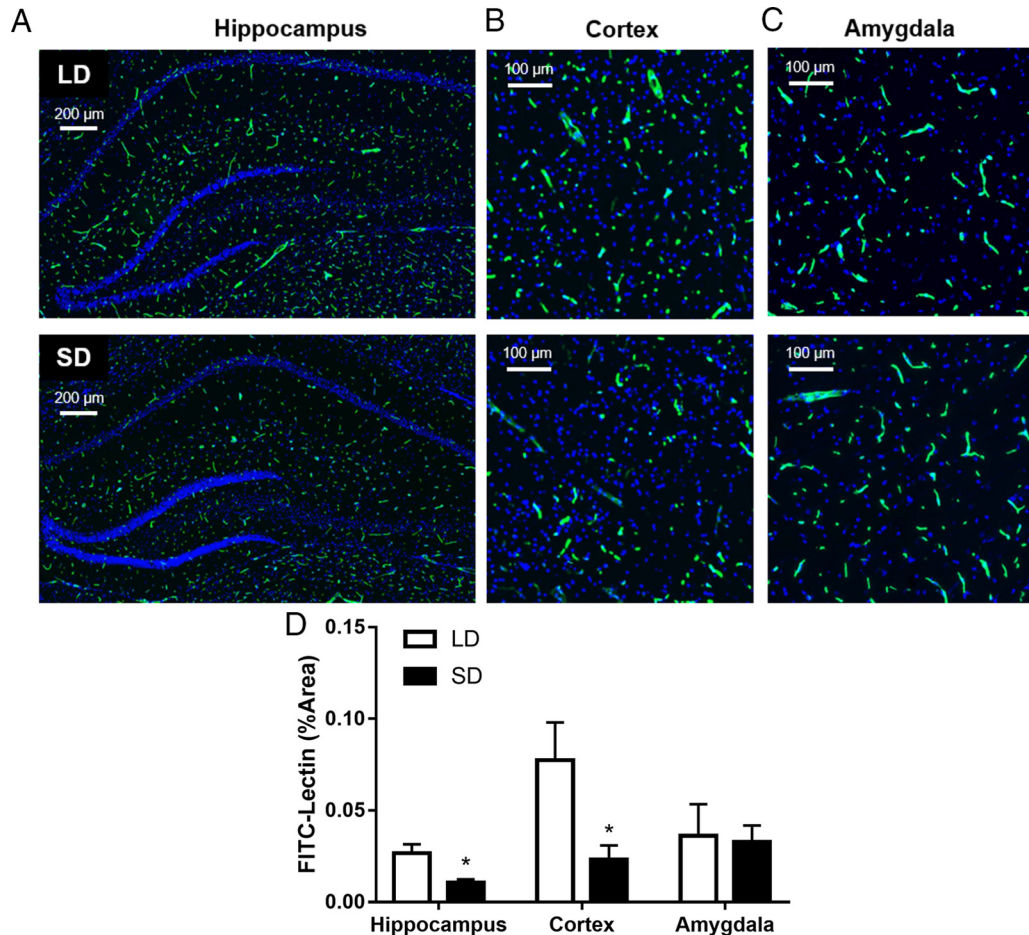 A
Hippocampus
B
Cortex
C
Amygdala
LD
200 µm
100 µm
100 µm
SD
200 µm
100 µm
100 µm
D
0.15
LD
SD
0.10
FITC-Lectin (%Area)
0.05
*
*
0.00
Hippocampus
Cortex
Amygdala